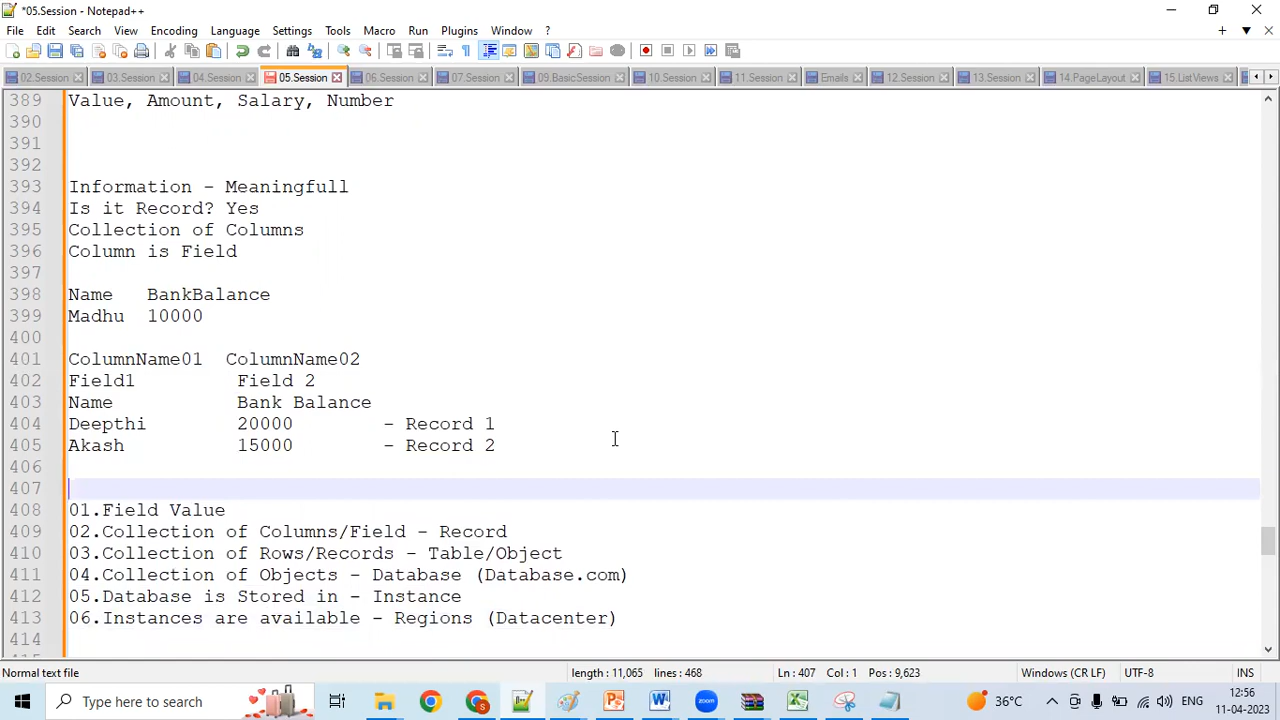 *05.Session - Notepad++
File Edit Search View Encoding Language Settings Tools Macro Run Plugins Window ?
02.Session 03.Session 04.Session 05.Session 06.Session 07.Session 09.BasicSession 10.Session 11.Session Emails 12.Session 13.Session 14 PageLayout 15.ListViews
389 Value, Amount, Salary, Number
390
391
392
393 Information - Meaningfull
394 Is it Record? Yes
395 Collection of Columns
396 Column is Field
397
398 Name BankBalance
399 Madhu 10000
400
401 ColumnName01 ColumnName02
402 Field1 Field 2
403 Name Bank Balance
404 Deepthi 20000 - Record 1
405 Akash 15000 - Record 2
406
407
408 01.Field Value
409 02.Collection of Columns/Field - Record
410 03.Collection of Rows/Records - Table/Object
411 04.Collection of Objects - Database (Database.com)
412 05.Database is Stored in - Instance
413 06.Instances are available - Regions (Datacenter)
414
415
Normal text file length : 11,065 lines : 468 Ln : 407 Col : 1 Pos : 9,623 Windows (CR LF) UTF-8 INS
Type here to search 36°C ENG 12:56
11-04-2023